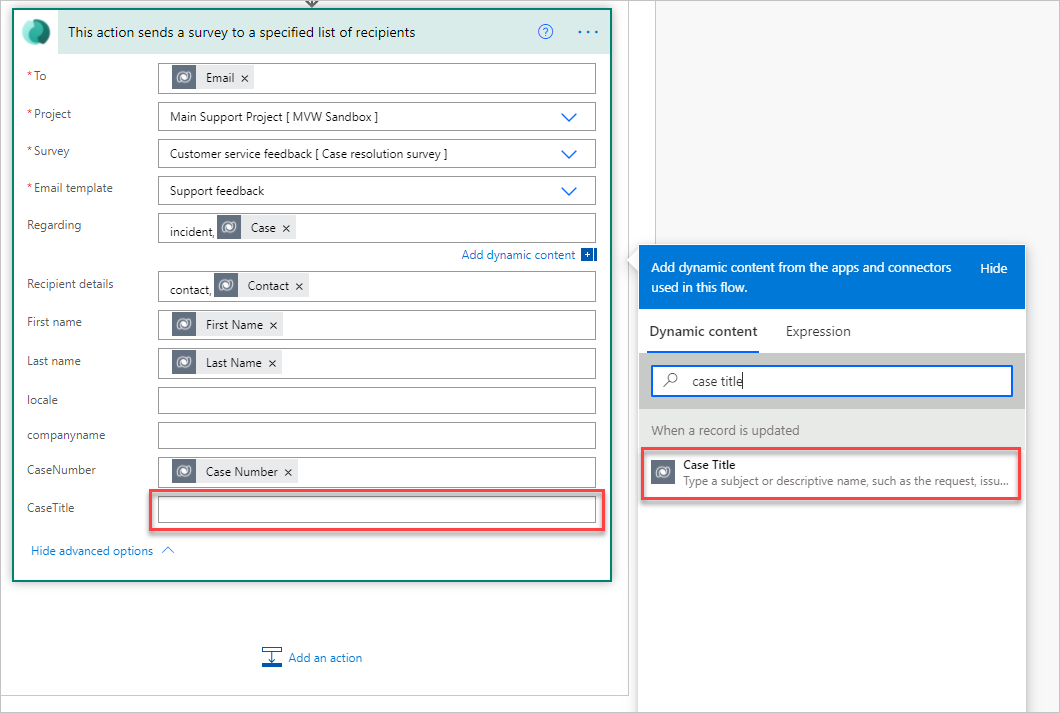 This action sends a survey to a specified list of recipients
* To
Email ×
* Project
Main Support Project [ MVW Sandbox ]
* Survey
Customer service feedback [ Case resolution survey ]
* Email template
Support feedback
Regarding
incident, Case ×
Add dynamic content
Recipient details
contact, Contact ×
First name
First Name ×
Last name
Last Name ×
locale
companyname
CaseNumber
Case Number ×
CaseTitle
Hide advanced options
Add an action
Add dynamic content from the apps and connectors
used in this flow.
Hide
Dynamic content
Expression
case title
When a record is updated
Case Title
Type a subject or descriptive name, such as the request, issu...